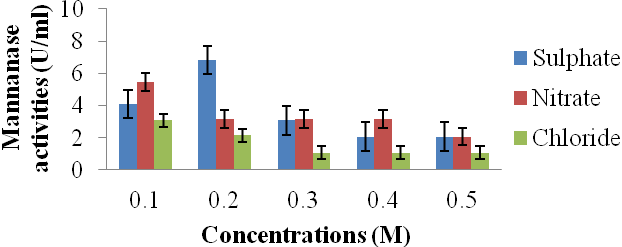 Mannanase
activities (U/ml)
10
8
6
4
2
0
0.1 0.2 0.3 0.4 0.5
Concentrations (M)
Sulphate
Nitrate
Chloride